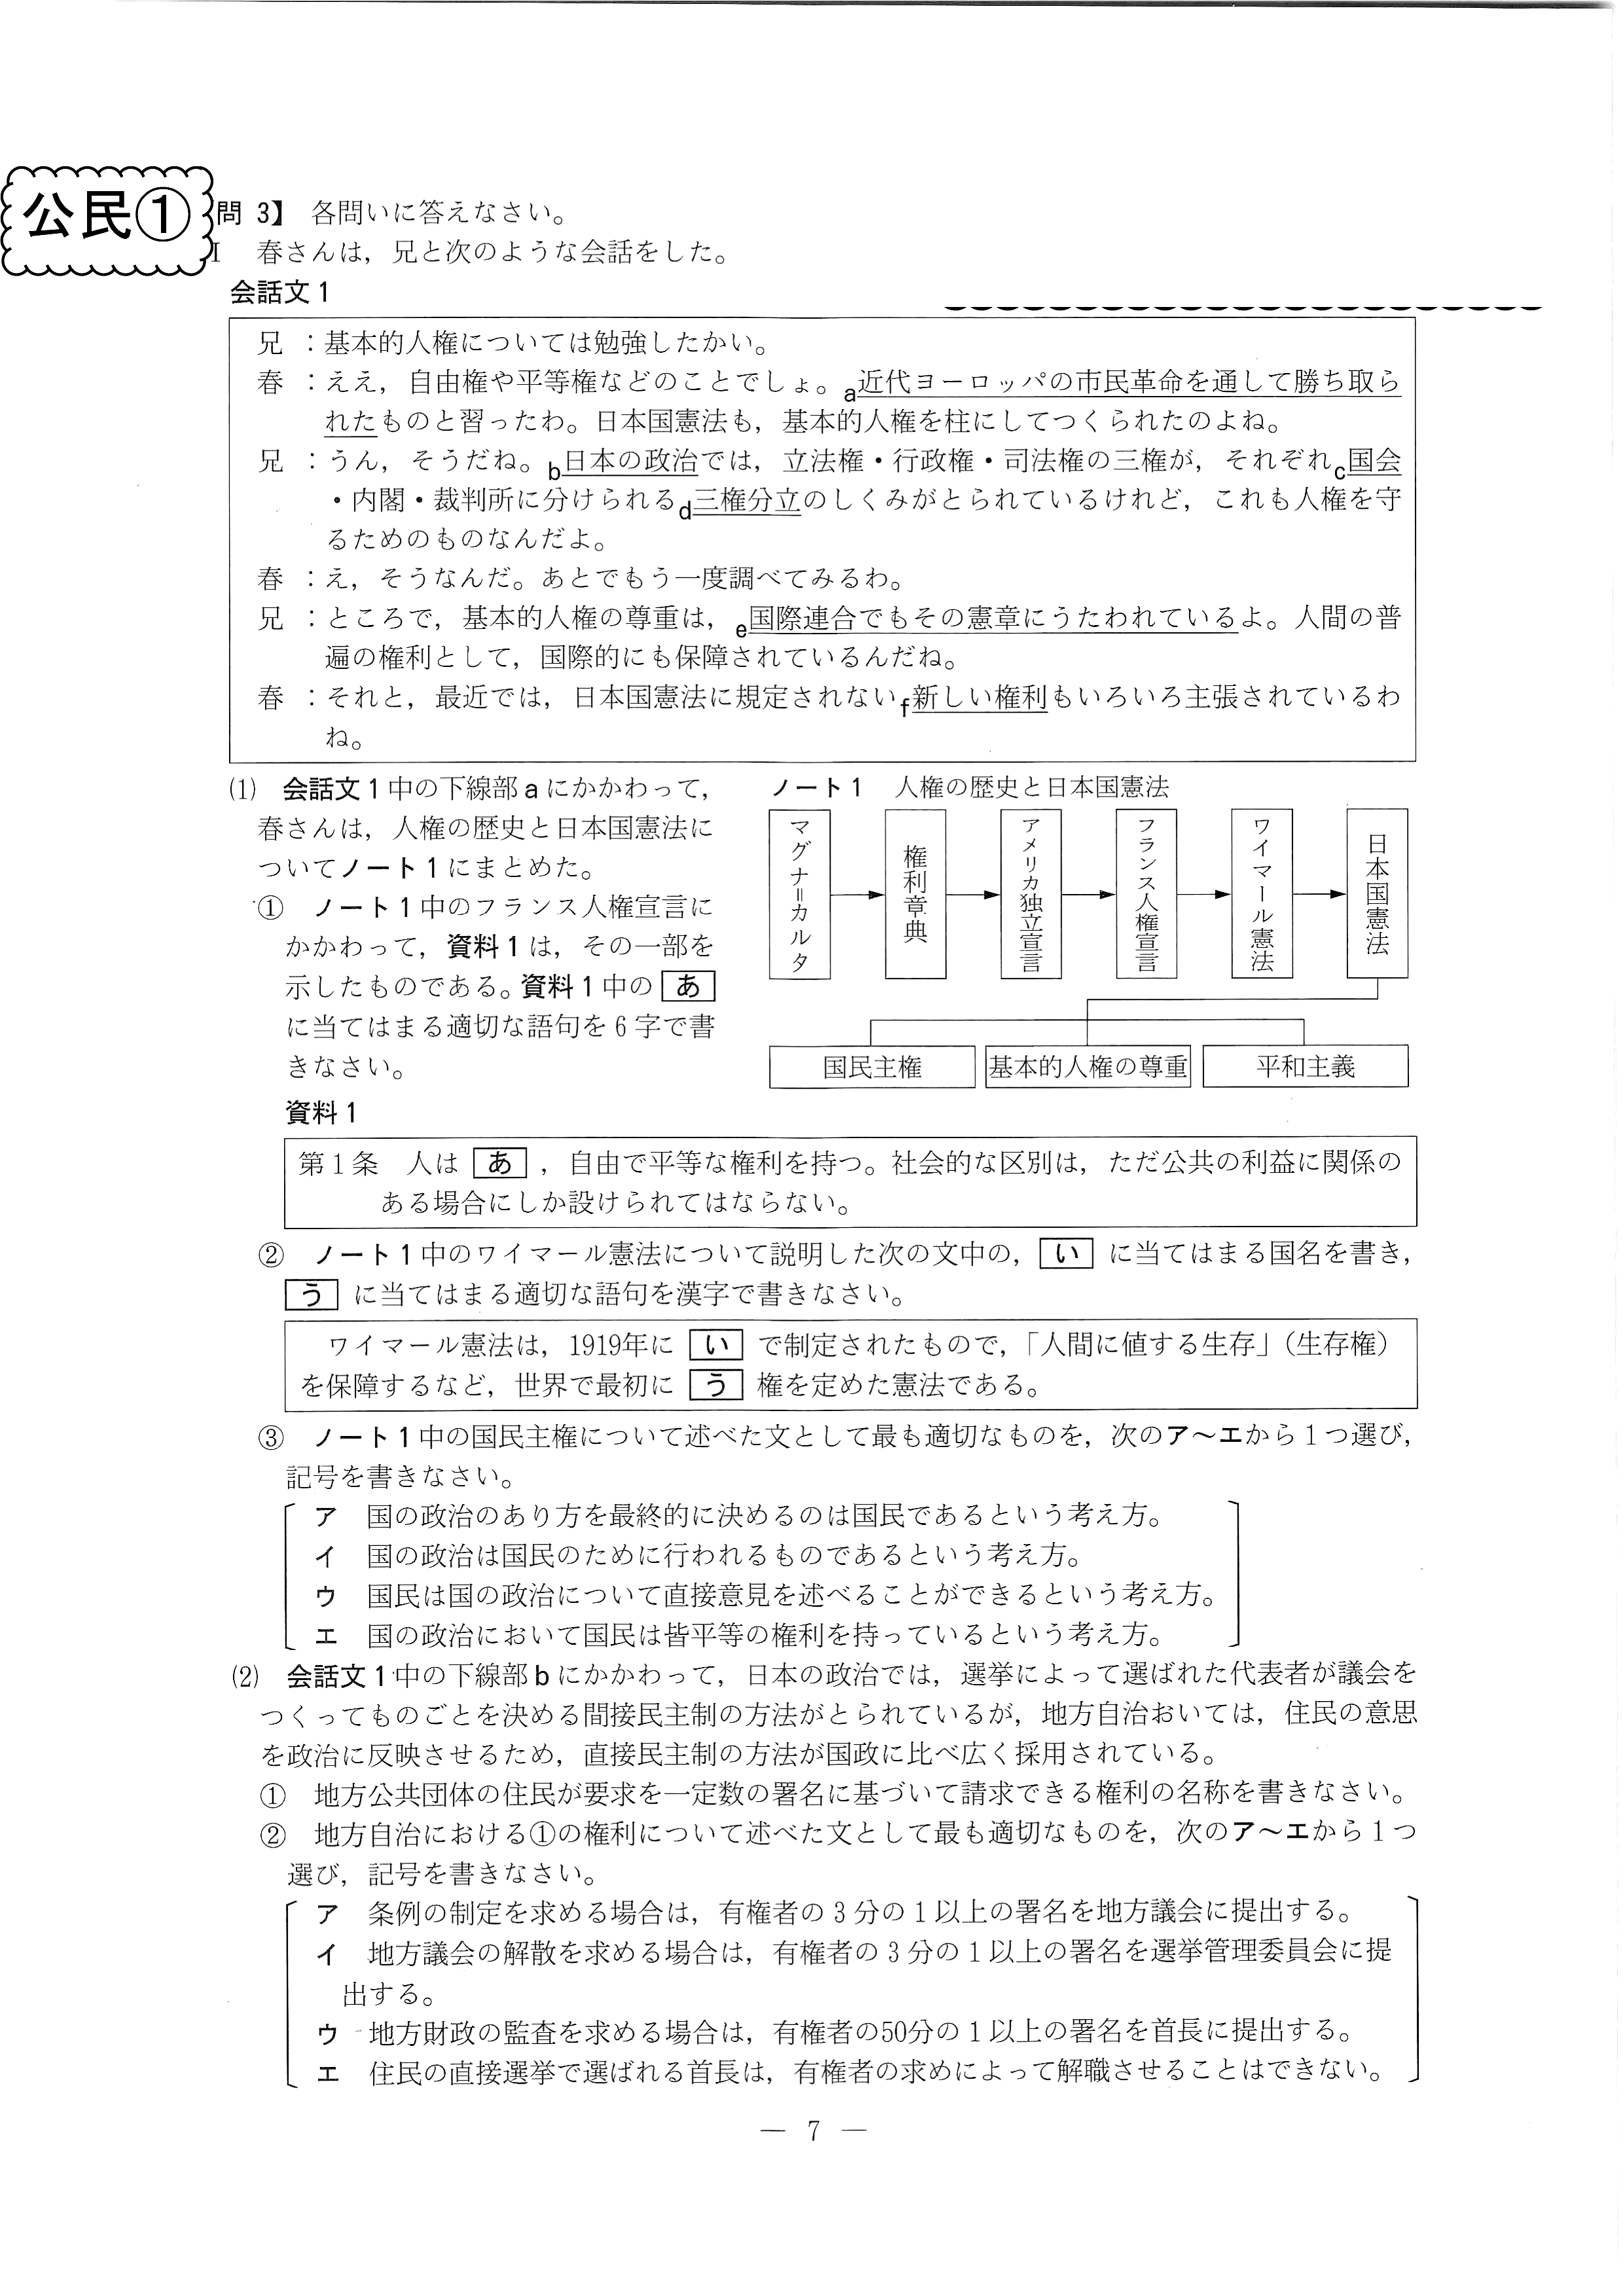 公民①
問 3】 各問いに答えなさい。
Ⅰ 春さんは，兄と次のような会話をした。
会話文1
兄 ：基本的人権については勉強したかい。
春 ：ええ，自由権や平等権などのことでしょ。a近代ヨーロッパの市民革命を通して勝ち取ら
れたものと習ったわ。日本国憲法も，基本的人権を柱にしてつくられたのよね。
兄 ：うん，そうだね。b日本の政治では，立法権・行政権・司法権の三権が，それぞれc国会
・内閣・裁判所に分けられるd三権分立のしくみがとられているけれど，これも人権を守
るためのものなんだよ。
春 ：え，そうなんだ。あとでもう一度調べてみるわ。
兄 ：ところで，基本的人権の尊重は，e国際連合でもその憲章にうたわれているよ。人間の普
遍の権利として，国際的にも保障されているんだね。
春 ：それと，最近では，日本国憲法に規定されないf新しい権利もいろいろ主張されているわ
ね。
(1) 会話文1中の下線部aにかかわって，
春さんは，人権の歴史と日本国憲法に
ついてノート1にまとめた。
① ノート1中のフランス人権宣言に
かかわって，資料1は，その一部を
示したものである。資料1中の あ
に当てはまる適切な語句を6字で書
きなさい。
ノート1 人権の歴史と日本国憲法
マグナ＝カルタ
権利章典
アメリカ独立宣言
フランス人権宣言
ワイマール憲法
日本国憲法
国民主権
基本的人権の尊重
平和主義
資料1
第1条 人は あ ，自由で平等な権利を持つ。社会的な区別は，ただ公共の利益に関係の
ある場合にしか設けられてはならない。
② ノート1中のワイマール憲法について説明した次の文中の， い に当てはまる国名を書き，
う に当てはまる適切な語句を漢字で書きなさい。
ワイマール憲法は，1919年に い で制定されたもので，「人間に値する生存」（生存権）
を保障するなど，世界で最初に う 権を定めた憲法である。
③ ノート1中の国民主権について述べた文として最も適切なものを，次のア～エから1つ選び，
記号を書きなさい。
ア 国の政治のあり方を最終的に決めるのは国民であるという考え方。
イ 国の政治は国民のために行われるものであるという考え方。
ウ 国民は国の政治について直接意見を述べることができるという考え方。
エ 国の政治において国民は皆平等の権利を持っているという考え方。
(2) 会話文1中の下線部bにかかわって，日本の政治では，選挙によって選ばれた代表者が議会を
つくってものごとを決める間接民主制の方法がとられているが，地方自治おいては，住民の意思
を政治に反映させるため，直接民主制の方法が国政に比べ広く採用されている。
① 地方公共団体の住民が要求を一定数の署名に基づいて請求できる権利の名称を書きなさい。
② 地方自治における①の権利について述べた文として最も適切なものを，次のア～エから1つ
選び，記号を書きなさい。
ア 条例の制定を求める場合は，有権者の3分の1以上の署名を地方議会に提出する。
イ 地方議会の解散を求める場合は，有権者の3分の1以上の署名を選挙管理委員会に提
出する。
ウ 地方財政の監査を求める場合は，有権者の50分の1以上の署名を首長に提出する。
エ 住民の直接選挙で選ばれる首長は，有権者の求めによって解職させることはできない。
― 7 ―